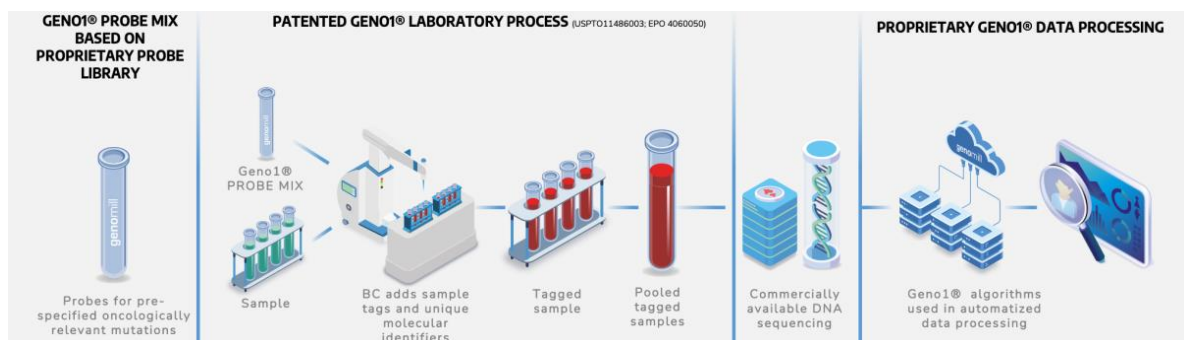 GENO1® PROBE MIX
BASED ON
PROPRIETARY PROBE
LIBRARY
genomill
Probes for pre-
specified oncologically
relevant mutations
PATENTED GENO1® LABORATORY PROCESS (USPTO11486003; EPO 4060050)
Geno1®
PROBE MIX
Sample
BC adds sample
tags and unique
molecular
identifiers
Tagged
sample
Pooled
tagged
samples
Commercially
available DNA
sequencing
PROPRIETARY GENO1® DATA PROCESSING
genomill
Geno1® algorithms
used in automatized
data processing